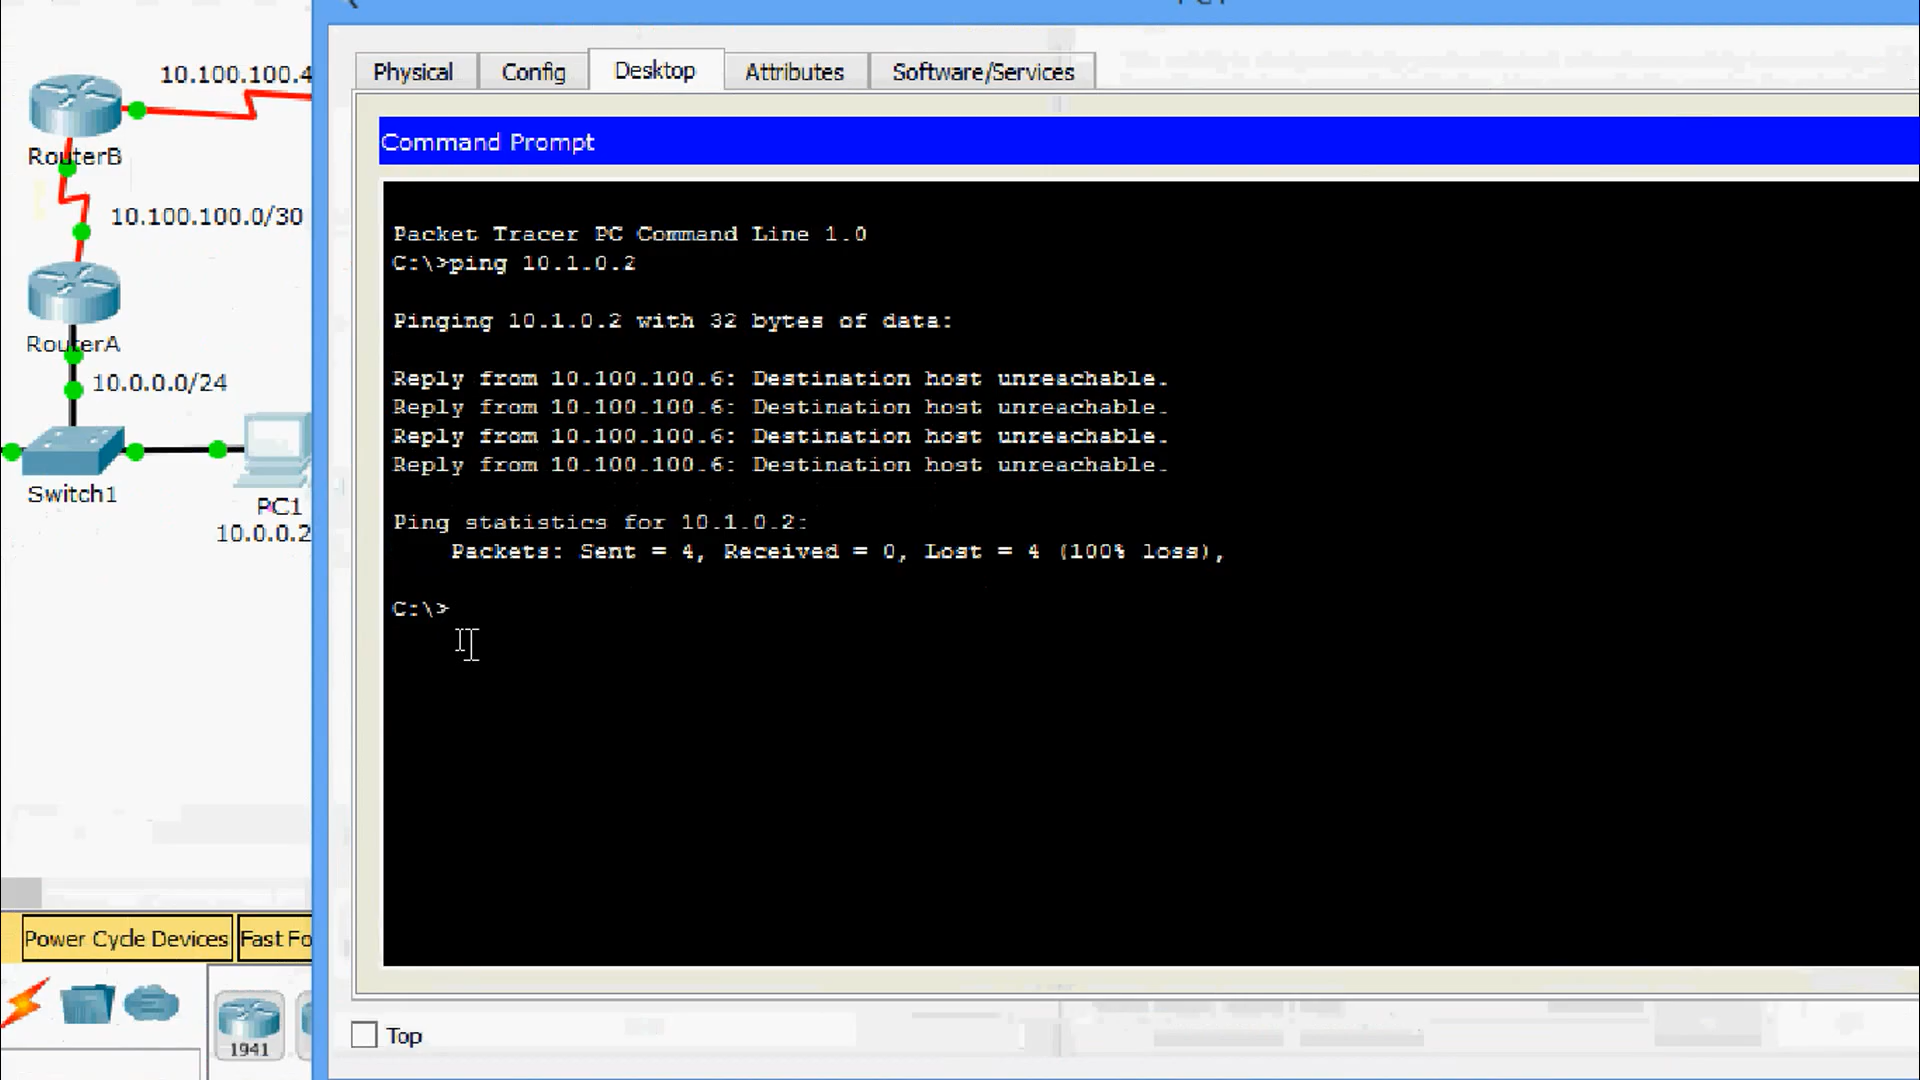 10.100.100.4
RouterB
10.100.100.0/30
RouterA
10.0.0.0/24
Switch1
PC1
10.0.0.2
Power Cycle Devices
Fast Fo
1941
Physical
Config
Desktop
Attributes
Software/Services
Command Prompt
Packet Tracer PC Command Line 1.0
C:\>ping 10.1.0.2
Pinging 10.1.0.2 with 32 bytes of data:
Reply from 10.100.100.6: Destination host unreachable.
Reply from 10.100.100.6: Destination host unreachable.
Reply from 10.100.100.6: Destination host unreachable.
Reply from 10.100.100.6: Destination host unreachable.
Ping statistics for 10.1.0.2:
Packets: Sent = 4, Received = 0, Lost = 4 (100% loss),
C:\>
Top